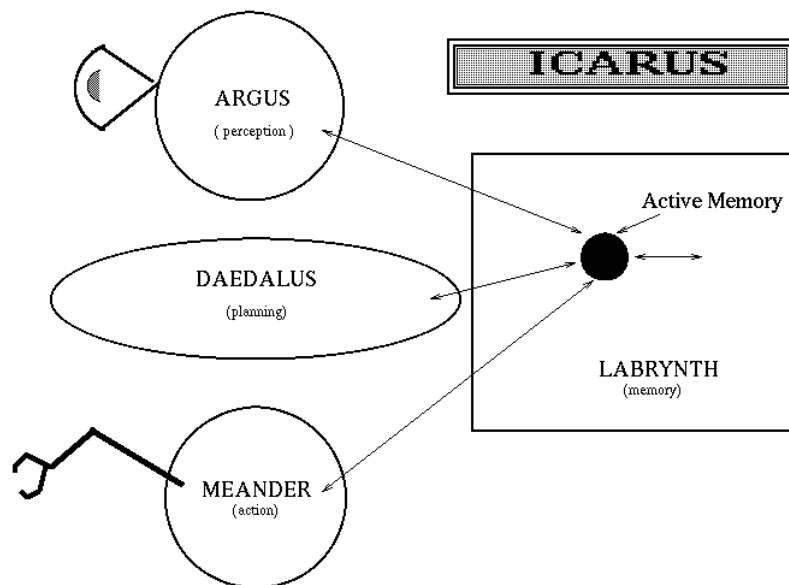 ICARUS
ARGUS
( perception )
Active Memory
DAEDALUS
(planning)
LABRYNTH
(memory)
MEANDER
(action)